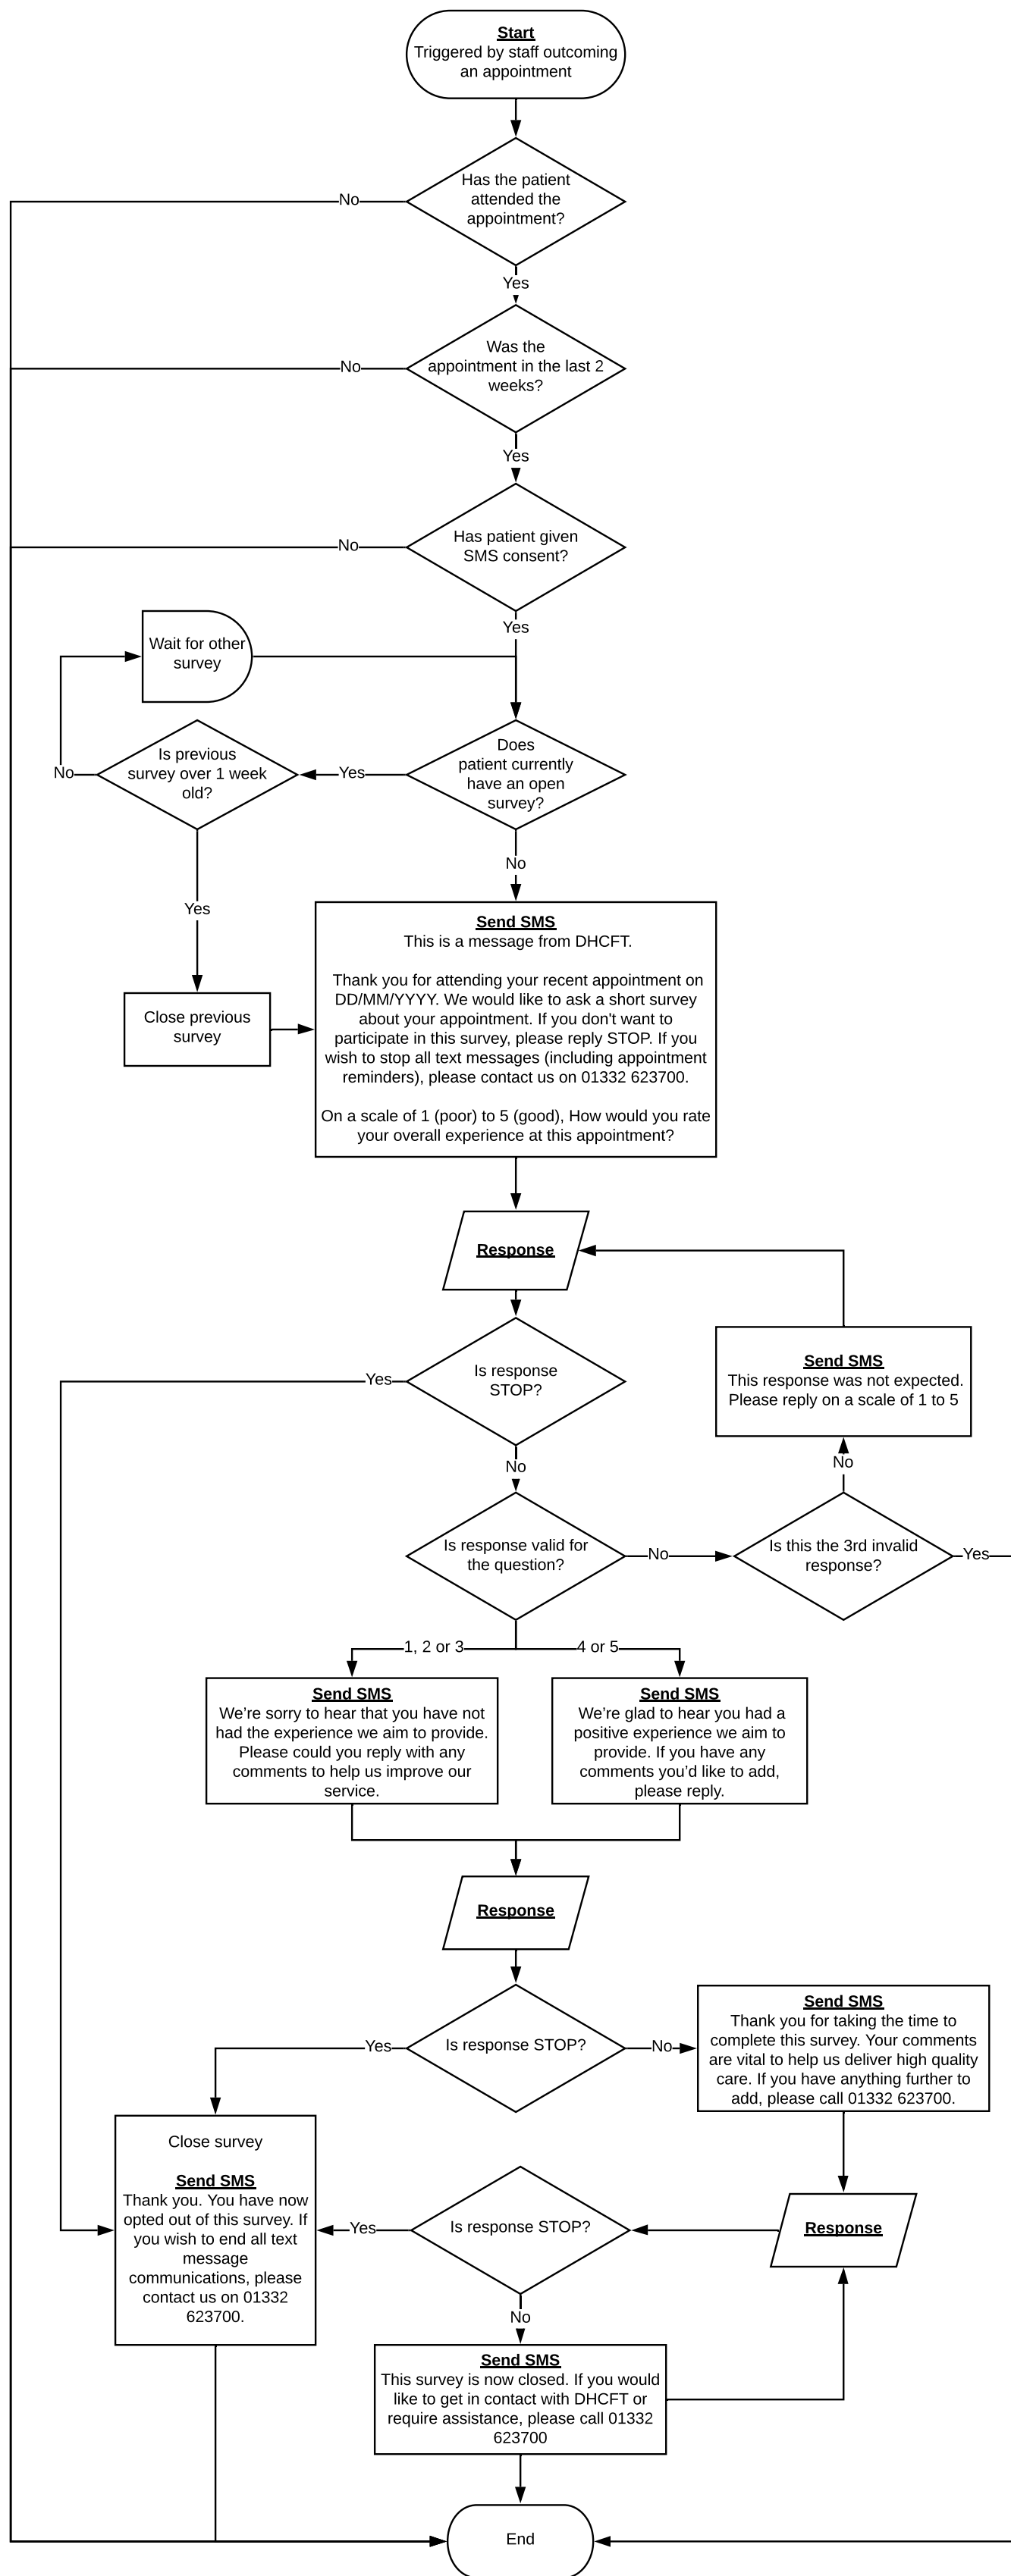 Start
Triggered by staff outcoming
an appointment
Has the patient
attended the
appointment?
No
Yes
Was the
appointment in the last 2
weeks?
No
Yes
Has patient given
SMS consent?
No
Yes
Wait for other
survey
Does
patient currently
have an open
survey?
Yes
Is previous
survey over 1 week
old?
No
Yes
No
Close previous
survey
Send SMS
This is a message from DHCFT.
Thank you for attending your recent appointment on
DD/MM/YYYY. We would like to ask a short survey
about your appointment. If you don't want to
participate in this survey, please reply STOP. If you
wish to stop all text messages (including appointment
reminders), please contact us on 01332 623700.
On a scale of 1 (poor) to 5 (good), How would you rate
your overall experience at this appointment?
Response
Is response
STOP?
Yes
No
Send SMS
This response was not expected.
Please reply on a scale of 1 to 5
No
Is response valid for
the question?
No
Is this the 3rd invalid
response?
Yes
1, 2 or 3
4 or 5
Send SMS
We’re sorry to hear that you have not
had the experience we aim to provide.
Please could you reply with any
comments to help us improve our
service.
Send SMS
We’re glad to hear you had a
positive experience we aim to
provide. If you have any
comments you’d like to add,
please reply.
Response
Is response STOP?
Yes
No
Send SMS
Thank you for taking the time to
complete this survey. Your comments
are vital to help us deliver high quality
care. If you have anything further to
add, please call 01332 623700.
Close survey
Send SMS
Thank you. You have now
opted out of this survey. If
you wish to end all text
message
communications, please
contact us on 01332
623700.
Yes
Is response STOP?
Response
No
Send SMS
This survey is now closed. If you would
like to get in contact with DHCFT or
require assistance, please call 01332
623700
End